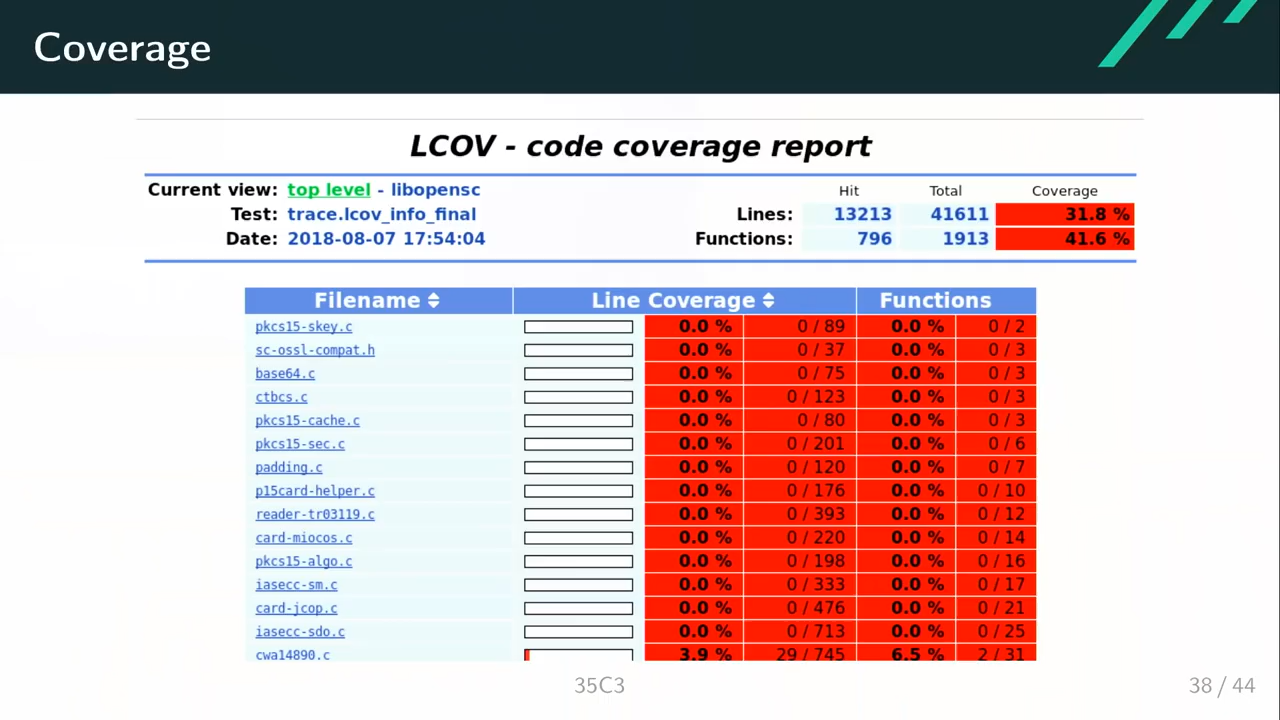 Coverage
LCOV - code coverage report
Current view: top level - libopensc
Hit Total Coverage
Test: trace.lcov_info_final
Lines: 13213 41611 31.8 %
Date: 2018-08-07 17:54:04
Functions: 796 1913 41.6 %
Filename Line Coverage Functions
pkcs15-skey.c 0.0 % 0 / 89 0.0 % 0 / 2
sc-ossl-compat.h 0.0 % 0 / 37 0.0 % 0 / 3
base64.c 0.0 % 0 / 75 0.0 % 0 / 3
ctbcs.c 0.0 % 0 / 123 0.0 % 0 / 3
pkcs15-cache.c 0.0 % 0 / 80 0.0 % 0 / 3
pkcs15-sec.c 0.0 % 0 / 201 0.0 % 0 / 6
padding.c 0.0 % 0 / 120 0.0 % 0 / 7
p15card-helper.c 0.0 % 0 / 176 0.0 % 0 / 10
reader-tr03119.c 0.0 % 0 / 393 0.0 % 0 / 12
card-miocos.c 0.0 % 0 / 220 0.0 % 0 / 14
pkcs15-algo.c 0.0 % 0 / 198 0.0 % 0 / 16
iasecc-sm.c 0.0 % 0 / 333 0.0 % 0 / 17
card-jcop.c 0.0 % 0 / 476 0.0 % 0 / 21
iasecc-sdo.c 0.0 % 0 / 713 0.0 % 0 / 25
cwa14890.c 3.9 % 29 / 745 6.5 % 2 / 31
35C3
38 / 44